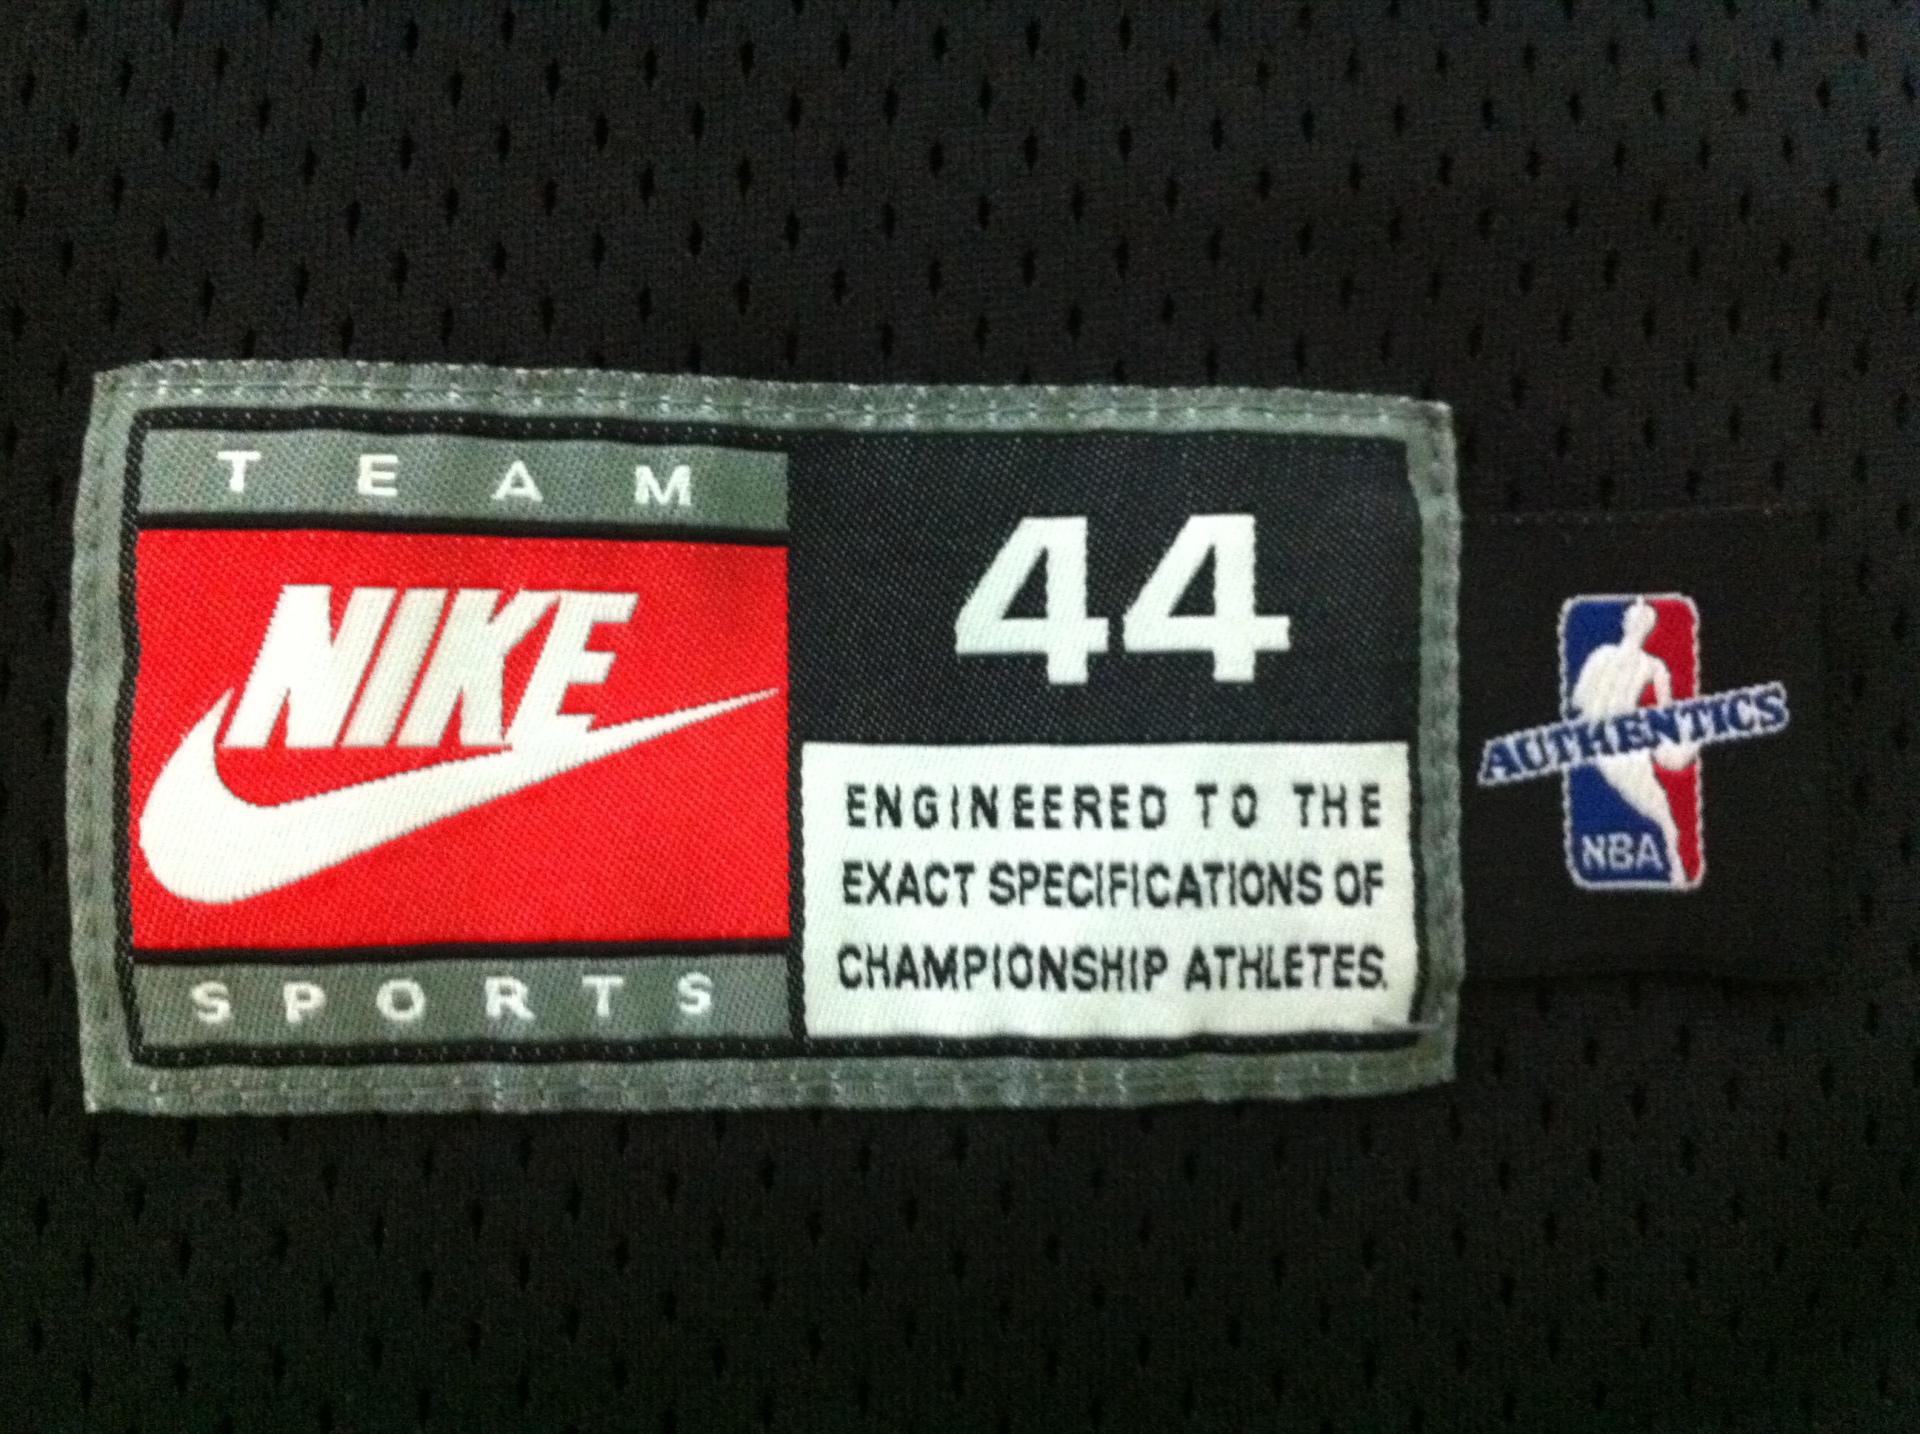 TEAM
NIKE
SPORTS
44
ENGINEERED TO THE
EXACT SPECIFICATIONS OF
CHAMPIONSHIP ATHLETES.
AUTHENTICS
NBA